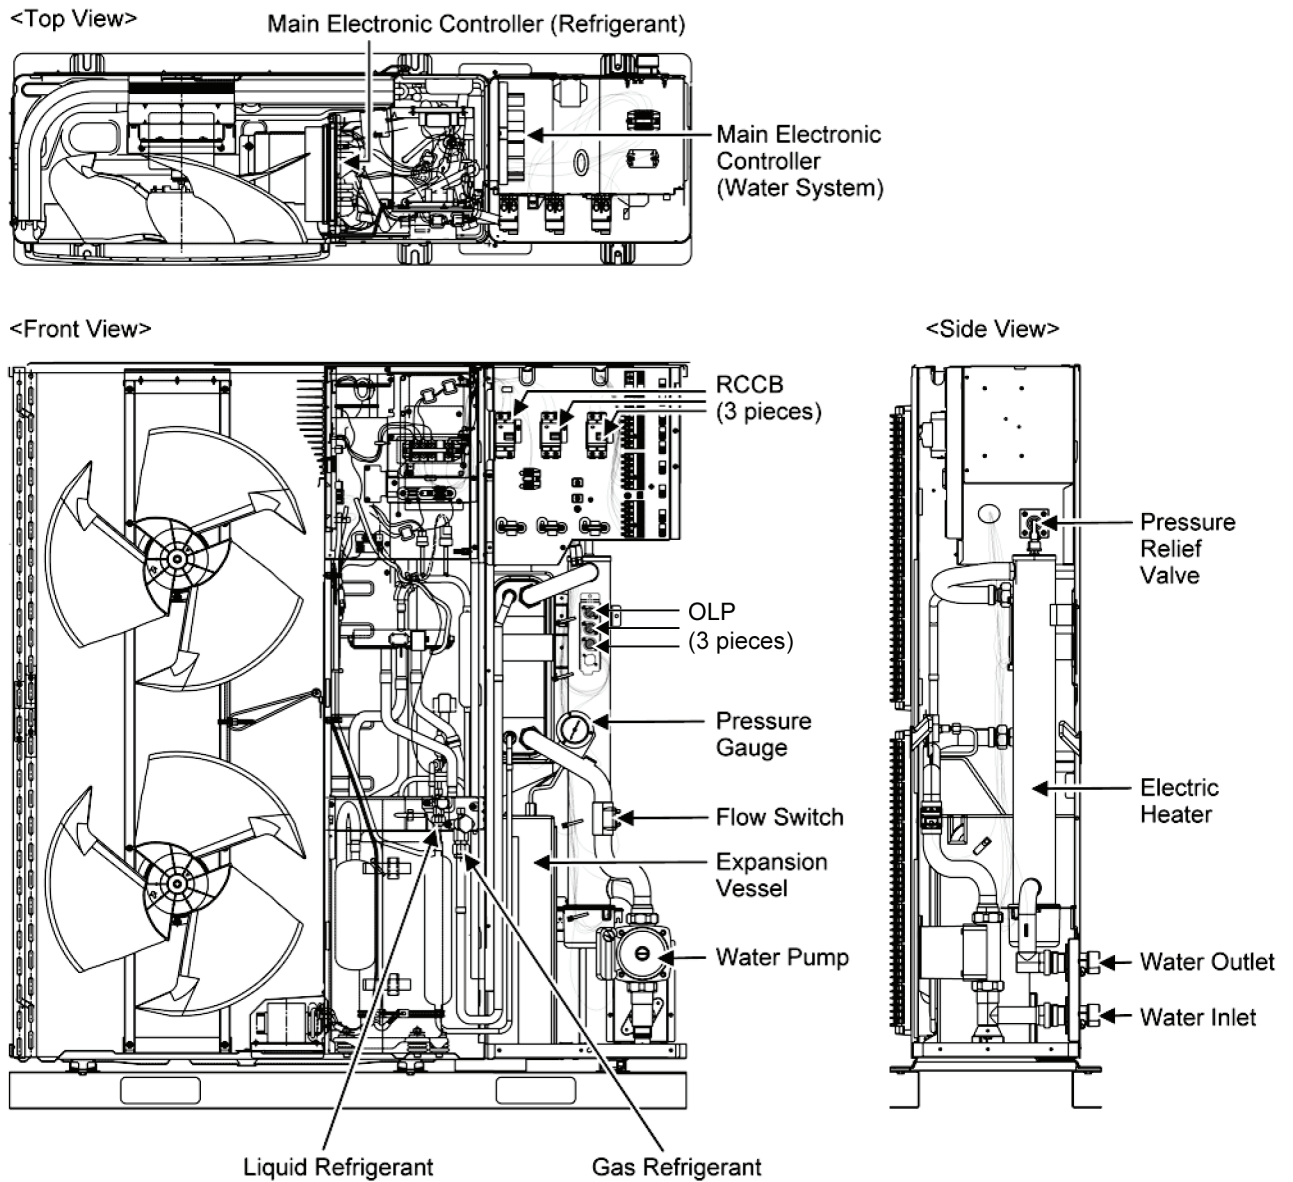 <Top View>
Main Electronic Controller (Refrigerant)
Main Electronic
Controller
(Water System)
<Front View>
<Side View>
RCCB
(3 pieces)
Pressure
Relief
Valve
OLP
(3 pieces)
Pressure
Gauge
Electric
Heater
Flow Switch
Expansion
Vessel
Water Pump
Water Outlet
Water Inlet
Liquid Refrigerant
Gas Refrigerant